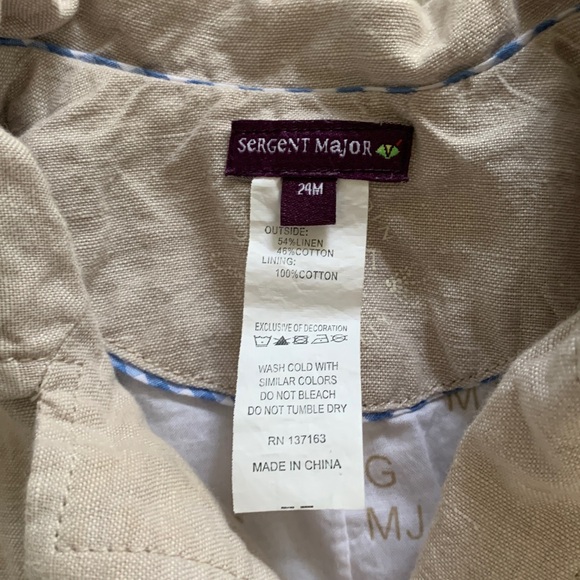 SeRGeNT MaJoR
24M
OUTSIDE:
54%LINEN
46%COTTON
LINING:
100%COTTON
EXCLUSIVE OF DECORATION
WASH COLD WITH
SIMILAR COLORS
DO NOT BLEACH
DO NOT TUMBLE DRY
RN 137163
MADE IN CHINA
M
G
MJ